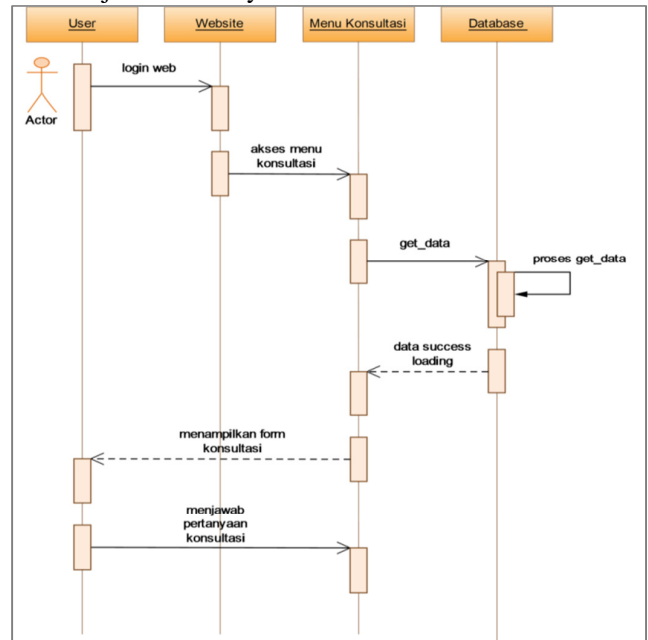 User
Website
Menu Konsultasi
Database
login web
Actor
akses menu
konsultasi
get_data
proses get_data
data success
loading
menampilkan form
konsultasi
menjawab
pertanyaan
konsultasi